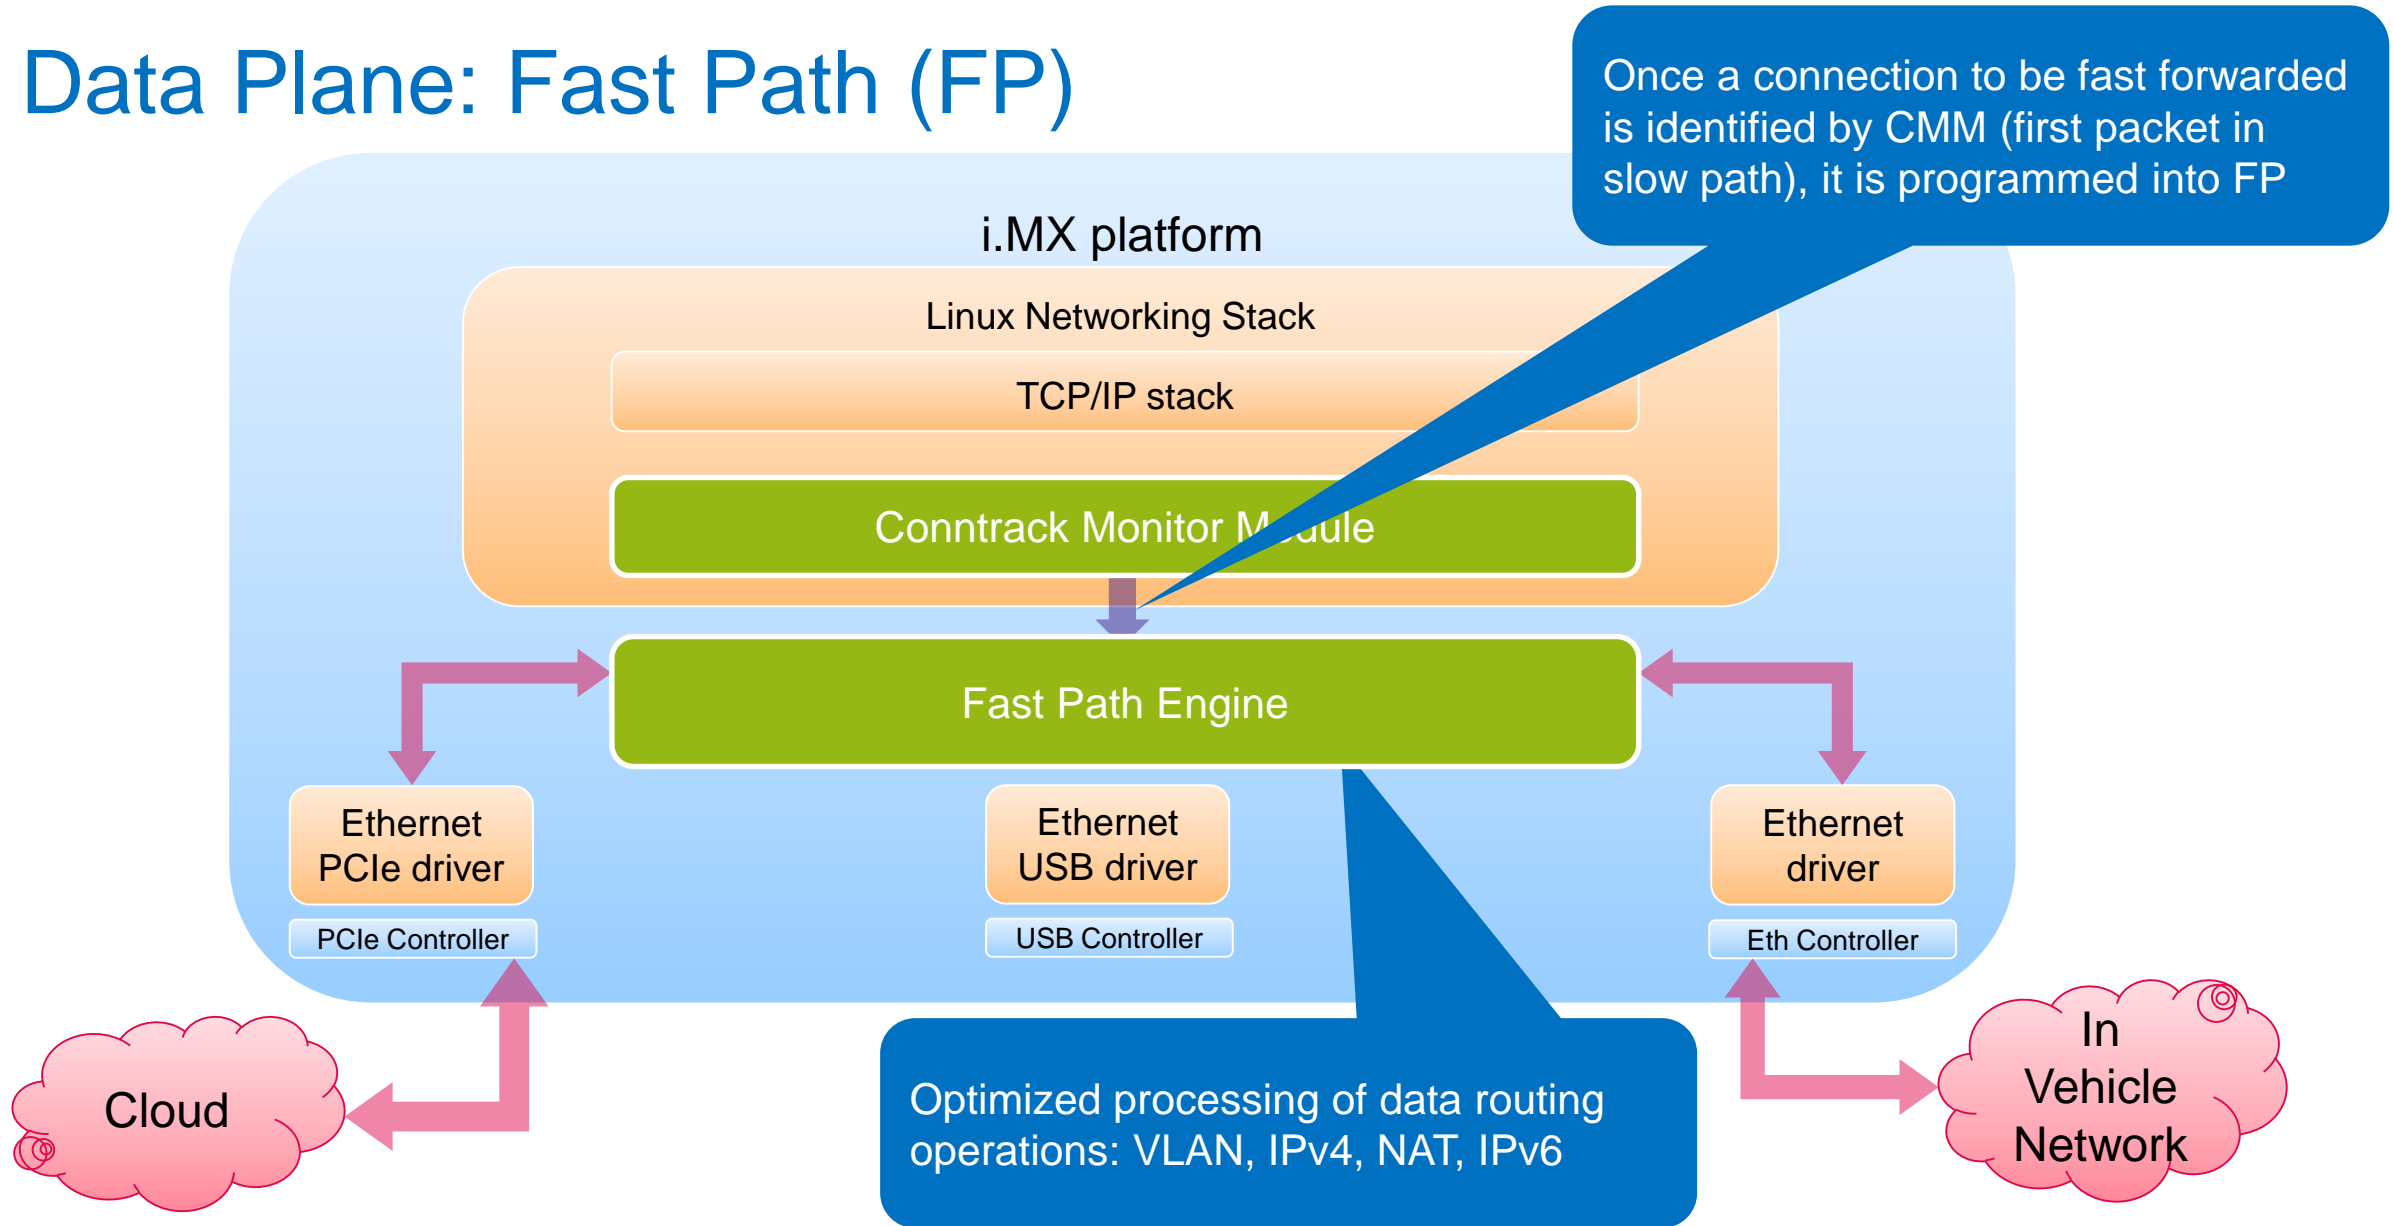 Data Plane: Fast Path (FP)
Once a connection to be fast forwarded
is identified by CMM (first packet in
slow path), it is programmed into FP
i.MX platform
Linux Networking Stack
TCP/IP stack
Conntrack Monitor Module
Fast Path Engine
Ethernet
PCIe driver
Ethernet
USB driver
Ethernet
driver
PCIe Controller
USB Controller
Eth Controller
Cloud
Optimized processing of data routing
operations: VLAN, IPv4, NAT, IPv6
In
Vehicle
Network